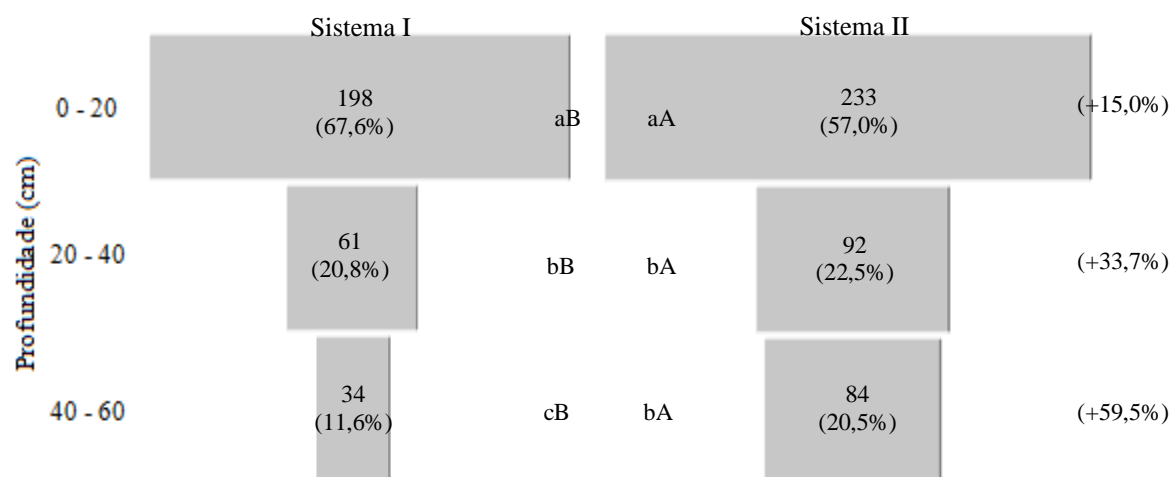 Sistema I
Sistema II
Profundidade (cm)
0 - 20
198
(67,6%)
aB
aA
233
(57,0%)
(+15,0%)
20 - 40
61
(20,8%)
bB
bA
92
(22,5%)
(+33,7%)
40 - 60
34
(11,6%)
cB
bA
84
(20,5%)
(+59,5%)